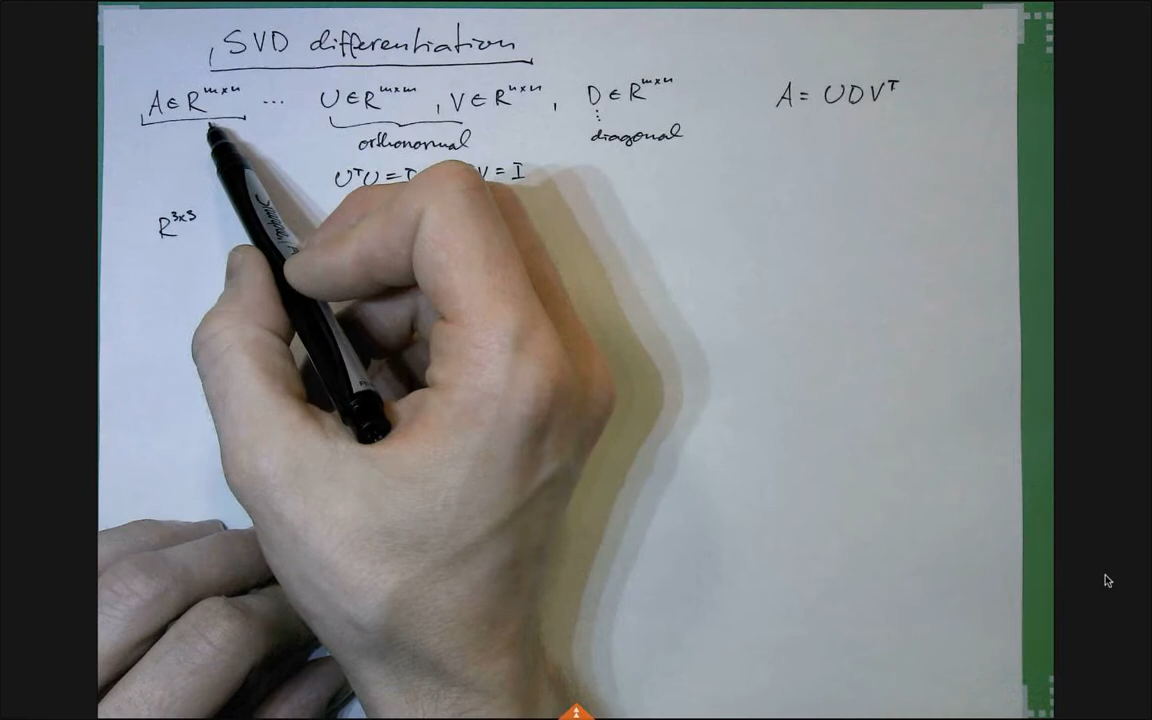 SVD differentiation
A ∈ R^{m×n} ... U ∈ R^{m×m}, V ∈ R^{n×n}, D ∈ R^{m×n} A = UDV^T
orthonormal diagonal
U^T U = V = I
R^{3×3}